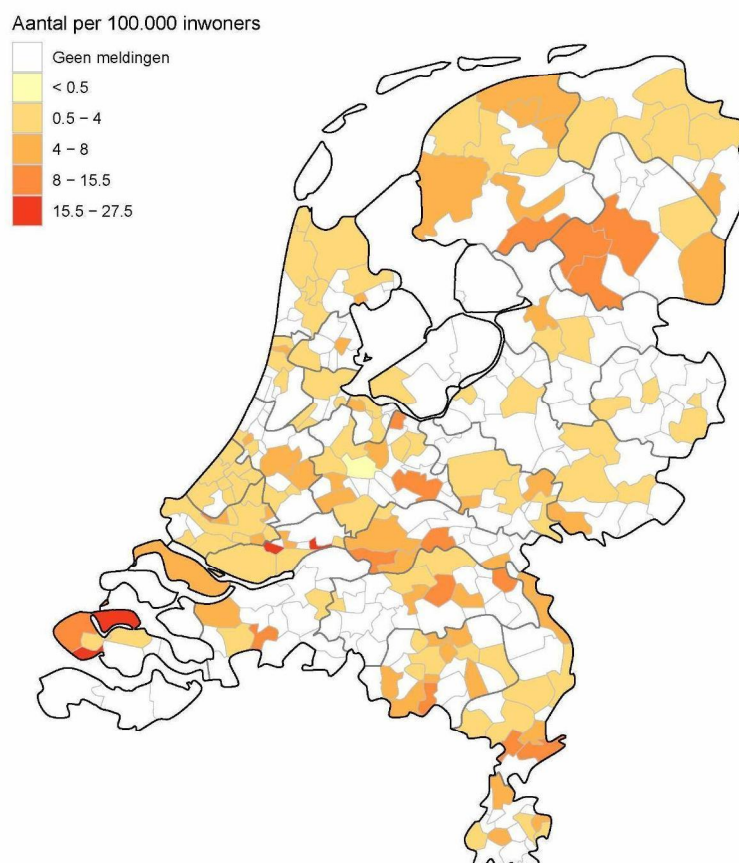 Aantal per 100.000 inwoners
Geen meldingen
< 0.5
0.5 – 4
4 – 8
8 – 15.5
15.5 – 27.5